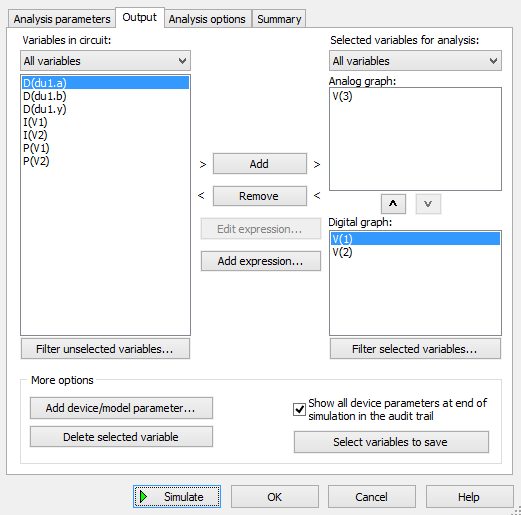 Analysis parameters Output Analysis options Summary
Variables in circuit:
All variables
D(du1.a)
D(du1.b)
D(du1.y)
I(V1)
I(V2)
P(V1)
P(V2)
Filter unselected variables...
> Add >
< Remove <
Edit expression...
Add expression...
Selected variables for analysis:
All variables
Analog graph:
V(3)
Digital graph:
V(1)
V(2)
Filter selected variables...
More options
Add device/model parameter...
Delete selected variable
Show all device parameters at end of
simulation in the audit trail
Select variables to save
Simulate OK Cancel Help